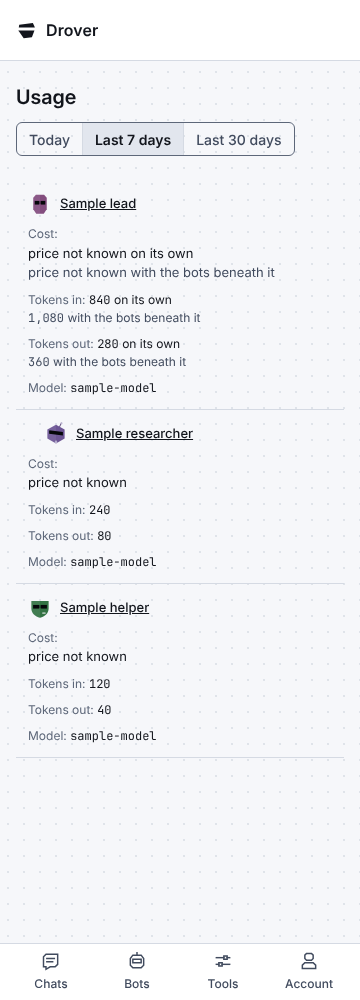 Drover
Usage
Today
Last 7 days
Last 30 days
Sample lead
Cost:
price not known on its own
price not known with the bots beneath it
Tokens in: 840 on its own
1,080 with the bots beneath it
Tokens out: 280 on its own
360 with the bots beneath it
Model: sample-model
Sample researcher
Cost:
price not known
Tokens in: 240
Tokens out: 80
Model: sample-model
Sample helper
Cost:
price not known
Tokens in: 120
Tokens out: 40
Model: sample-model
Chats
Bots
Tools
Account